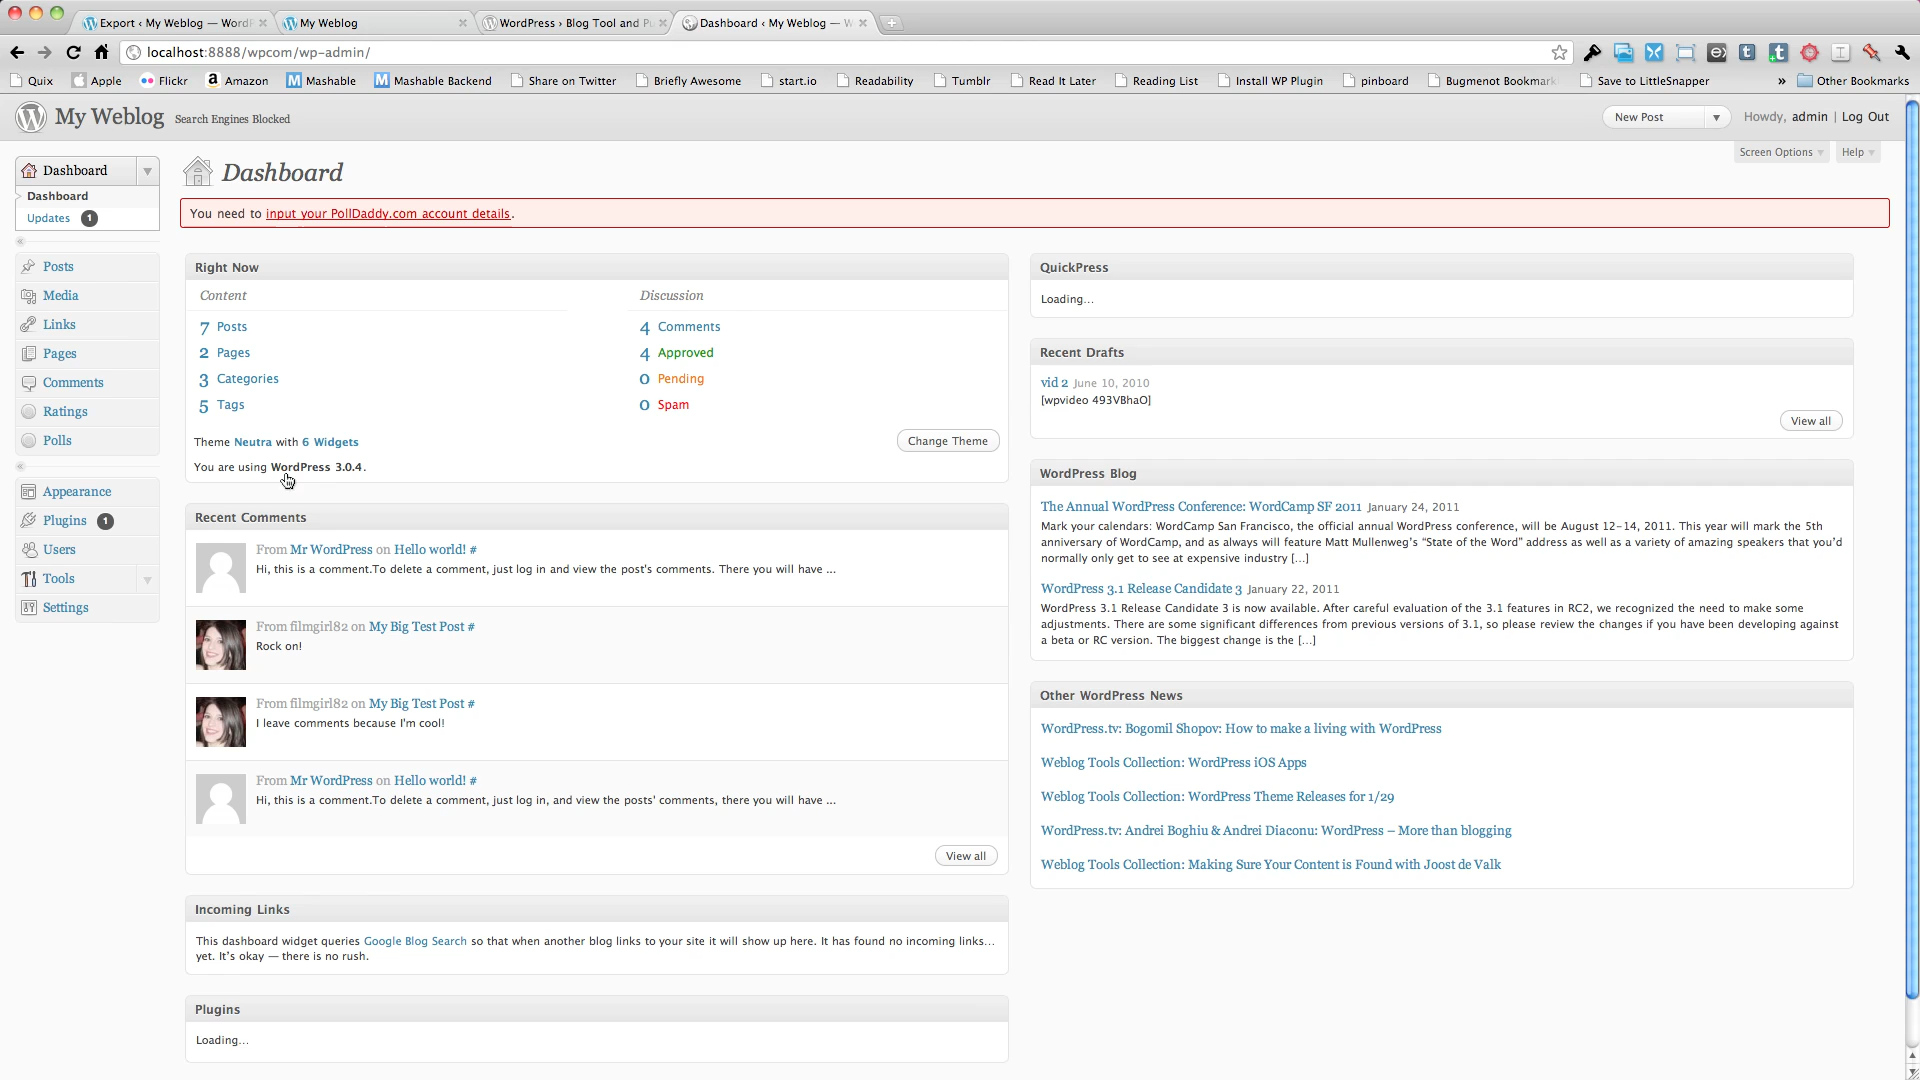 Export ‹ My Weblog — WordP
My Weblog
WordPress › Blog Tool and Pu
Dashboard ‹ My Weblog — W
localhost:8888/wpcom/wp-admin/
Quix
Apple
Flickr
Amazon
Mashable
Mashable Backend
Share on Twitter
Briefly Awesome
start.io
Readability
Tumblr
Read It Later
Reading List
Install WP Plugin
pinboard
Bugmenot Bookmark
Save to LittleSnapper
»
Other Bookmarks
My Weblog
Search Engines Blocked
New Post
Howdy, admin | Log Out
Screen Options
Help
Dashboard
Dashboard
Updates 1
Posts
Media
Links
Pages
Comments
Ratings
Polls
Appearance
Plugins 1
Users
Tools
Settings
Dashboard
You need to input your PollDaddy.com account details.
Right Now
Content
7 Posts
2 Pages
3 Categories
5 Tags
Discussion
4 Comments
4 Approved
0 Pending
0 Spam
Theme Neutra with 6 Widgets
Change Theme
You are using WordPress 3.0.4.
Recent Comments
From Mr WordPress on Hello world! #
Hi, this is a comment.To delete a comment, just log in and view the post's comments. There you will have ...
From filmgirl82 on My Big Test Post #
Rock on!
From filmgirl82 on My Big Test Post #
I leave comments because I'm cool!
From Mr WordPress on Hello world! #
Hi, this is a comment.To delete a comment, just log in, and view the posts' comments, there you will have ...
View all
Incoming Links
This dashboard widget queries Google Blog Search so that when another blog links to your site it will show up here. It has found no incoming links…
yet. It's okay — there is no rush.
Plugins
Loading…
QuickPress
Loading…
Recent Drafts
vid 2 June 10, 2010
[wpvideo 493VBhaO]
View all
WordPress Blog
The Annual WordPress Conference: WordCamp SF 2011 January 24, 2011
Mark your calendars: WordCamp San Francisco, the official annual WordPress conference, will be August 12–14, 2011. This year will mark the 5th
anniversary of WordCamp, and as always will feature Matt Mullenweg's “State of the Word” address as well as a variety of amazing speakers that you'd
normally only get to see at expensive industry […]
WordPress 3.1 Release Candidate 3 January 22, 2011
WordPress 3.1 Release Candidate 3 is now available. After careful evaluation of the 3.1 features in RC2, we recognized the need to make some
adjustments. There are some significant differences from previous versions of 3.1, so please review the changes if you have been developing against
a beta or RC version. The biggest change is the […]
Other WordPress News
WordPress.tv: Bogomil Shopov: How to make a living with WordPress
Weblog Tools Collection: WordPress iOS Apps
Weblog Tools Collection: WordPress Theme Releases for 1/29
WordPress.tv: Andrei Boghiu & Andrei Diaconu: WordPress – More than blogging
Weblog Tools Collection: Making Sure Your Content is Found with Joost de Valk